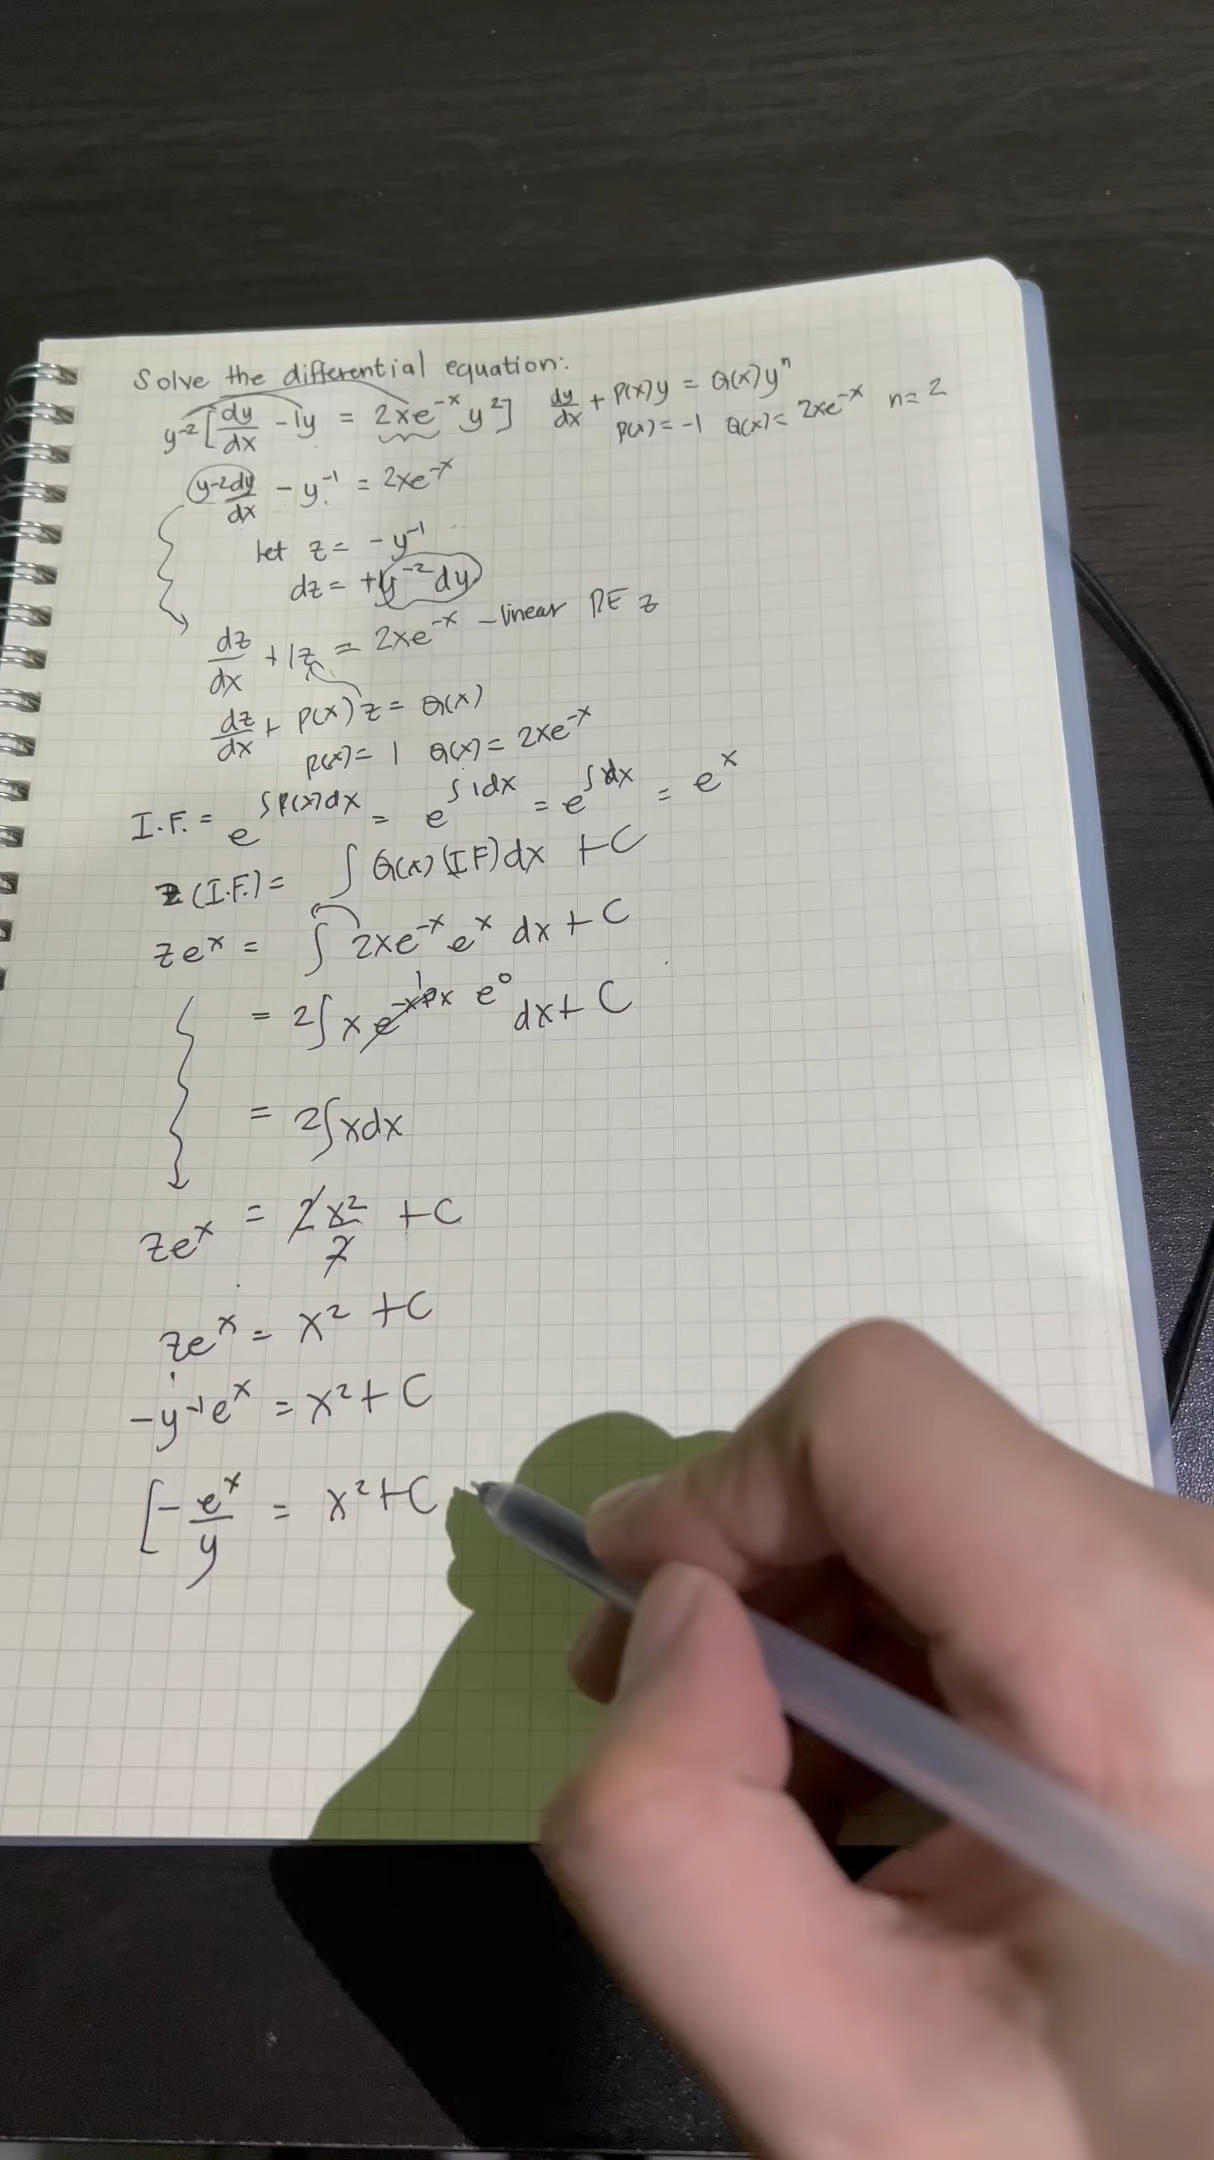 Solve the differential equation:
y⁻² [dy/dx - 1y = 2xe⁻ˣ y²] dy/dx + P(x)y = Q(x)yⁿ
P(x) = -1 Q(x) = 2xe⁻ˣ n = 2
y⁻² dy/dx - y⁻¹ = 2xe⁻ˣ
let z = -y⁻¹
dz = +1y⁻² dy
dz/dx + 1z = 2xe⁻ˣ - linear DE z
dz/dx + P(x) z = Q(x)
P(x) = 1 Q(x) = 2xe⁻ˣ
I.F. = e^∫P(x)dx = e^∫1dx = e^∫dx = eˣ
z (I.F.) = ∫ Q(x) (IF) dx + C
zeˣ = ∫ 2xe⁻ˣ eˣ dx + C
= 2∫ x e⁻ˣ⁺ˣ e⁰ dx + C
= 2∫xdx
zeˣ = 2x²/2 + C
zeˣ = x² + C
-y⁻¹eˣ = x² + C
[-eˣ/y = x² + C